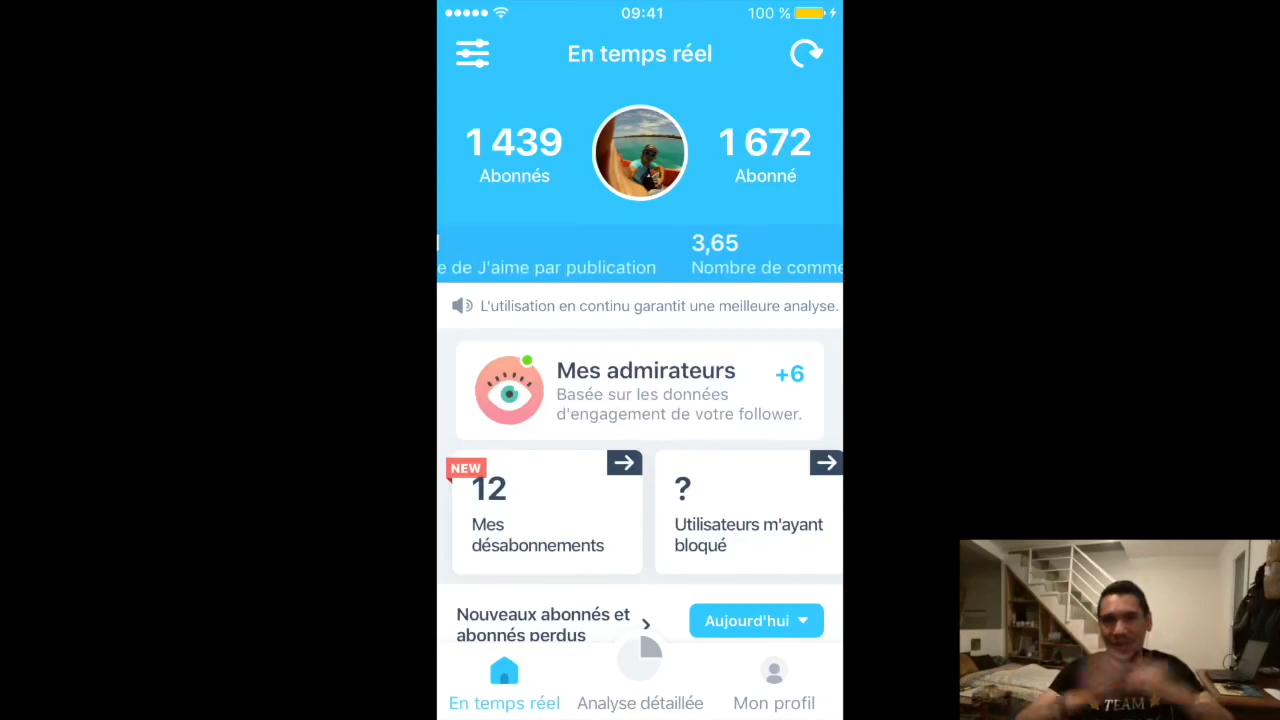 09:41
100 %
En temps réel
1 439
1 672
Abonnés
Abonné
3,65
e de J'aime par publication
Nombre de comme
L'utilisation en continu garantit une meilleure analyse.
Mes admirateurs
+6
Basée sur les données
d'engagement de votre follower.
NEW
12
?
Mes
désabonnements
Utilisateurs m'ayant
bloqué
Nouveaux abonnés et
abonnés perdus
Aujourd'hui
En temps réel
Analyse détaillée
Mon profil
TEAM